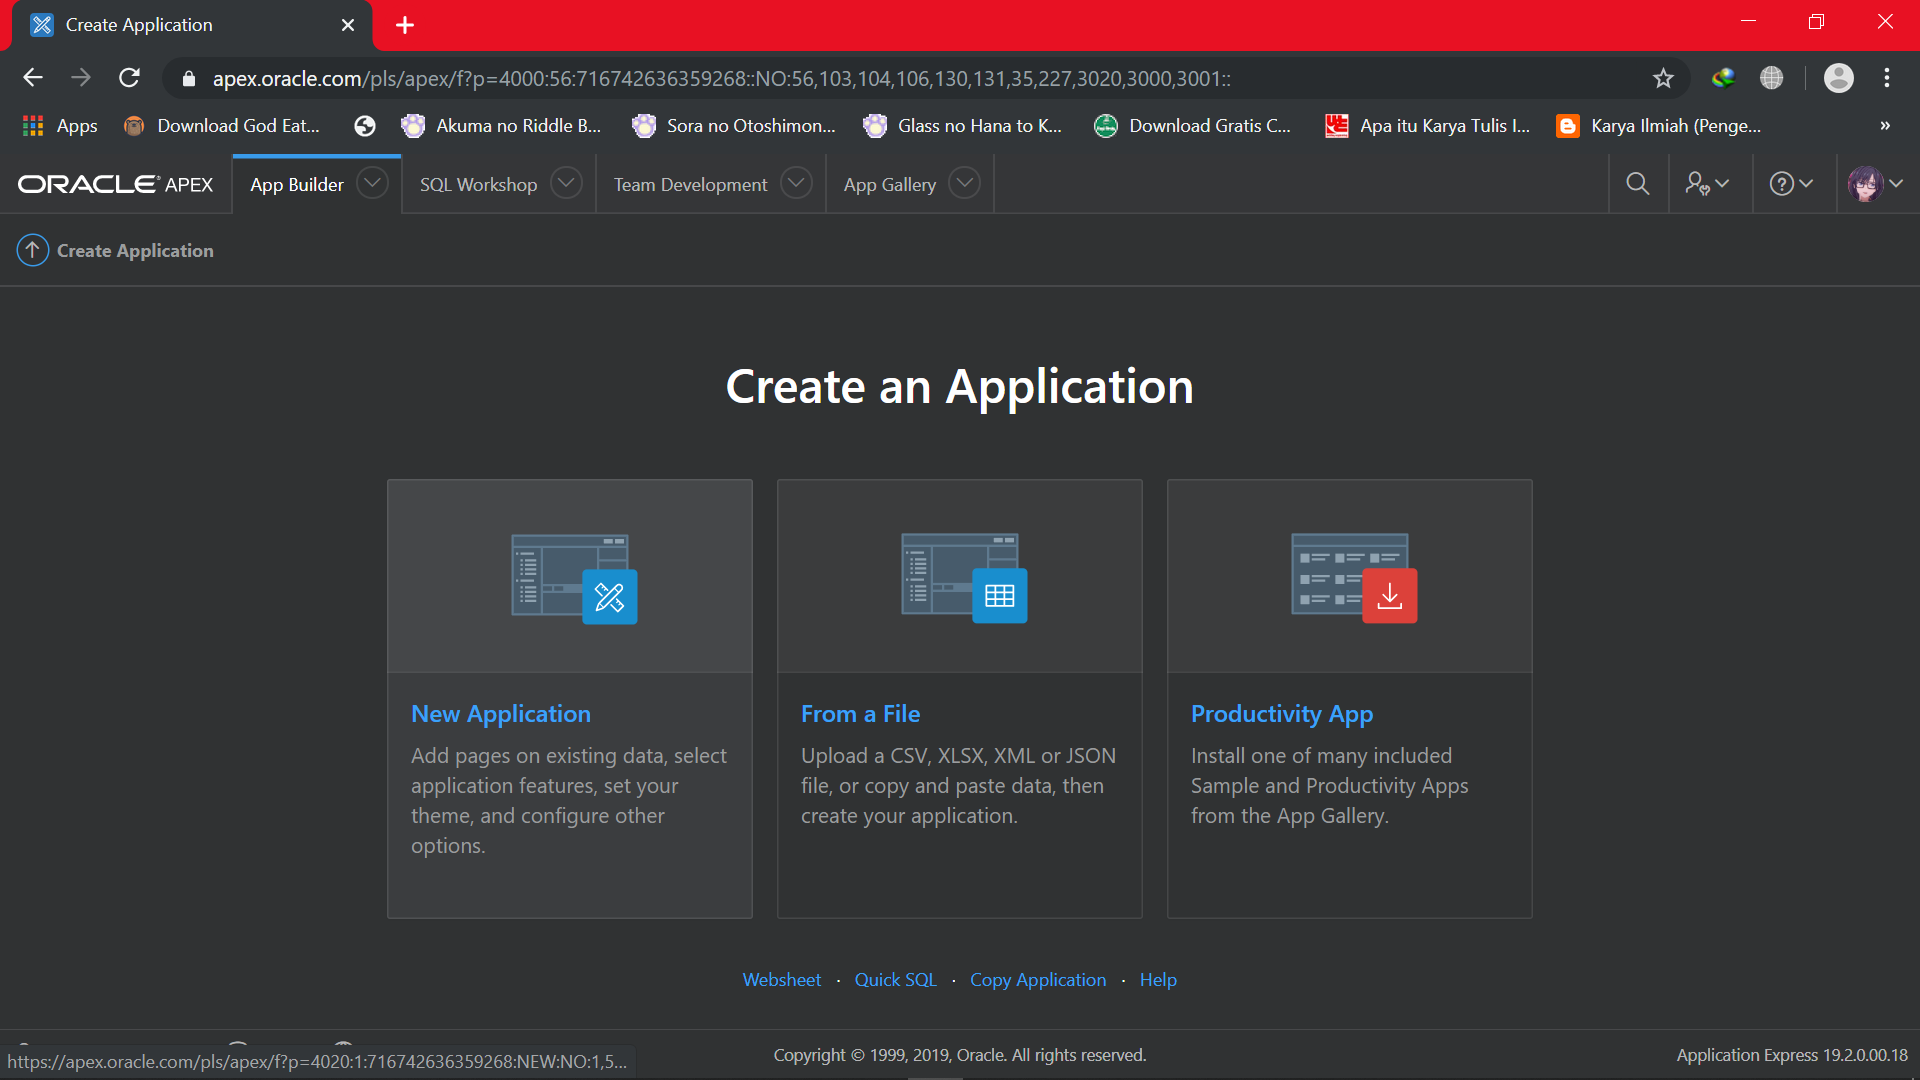 Create Application
apex.oracle.com/pls/apex/f?p=4000:56:716742636359268::NO:56,103,104,106,130,131,35,227,3020,3000,3001::
Apps Download God Eat... Akuma no Riddle B... Sora no Otoshimon... Glass no Hana to K... Download Gratis C... Apa itu Karya Tulis I... Karya Ilmiah (Penge... »
ORACLE APEX App Builder SQL Workshop Team Development App Gallery
Create Application
Create an Application
New Application
Add pages on existing data, select
application features, set your
theme, and configure other
options.
From a File
Upload a CSV, XLSX, XML or JSON
file, or copy and paste data, then
create your application.
Productivity App
Install one of many included
Sample and Productivity Apps
from the App Gallery.
Websheet · Quick SQL · Copy Application · Help
https://apex.oracle.com/pls/apex/f?p=4020:1:716742636359268:NEW:NO:1,5...
Copyright © 1999, 2019, Oracle. All rights reserved.
Application Express 19.2.0.00.18